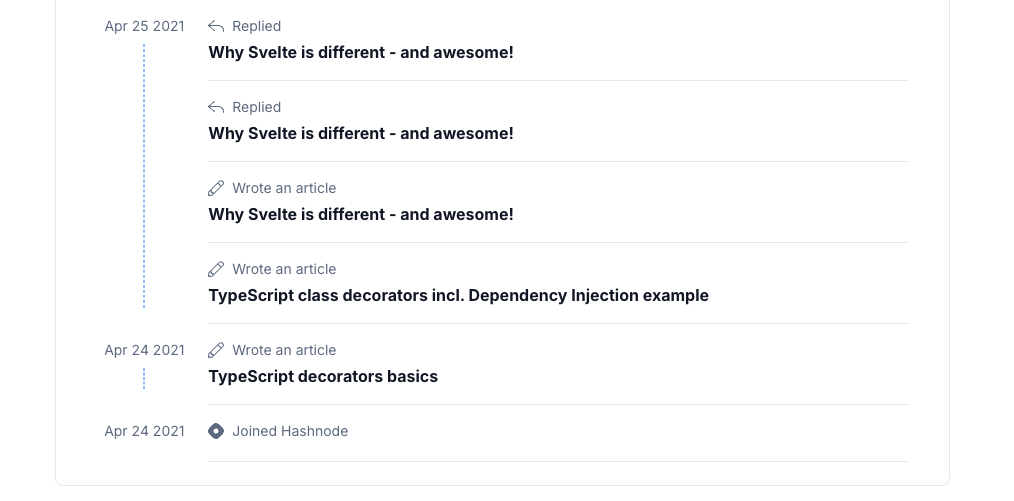 Apr 25 2021 Replied
Why Svelte is different - and awesome!
Replied
Why Svelte is different - and awesome!
Wrote an article
Why Svelte is different - and awesome!
Wrote an article
TypeScript class decorators incl. Dependency Injection example
Apr 24 2021 Wrote an article
TypeScript decorators basics
Apr 24 2021 Joined Hashnode